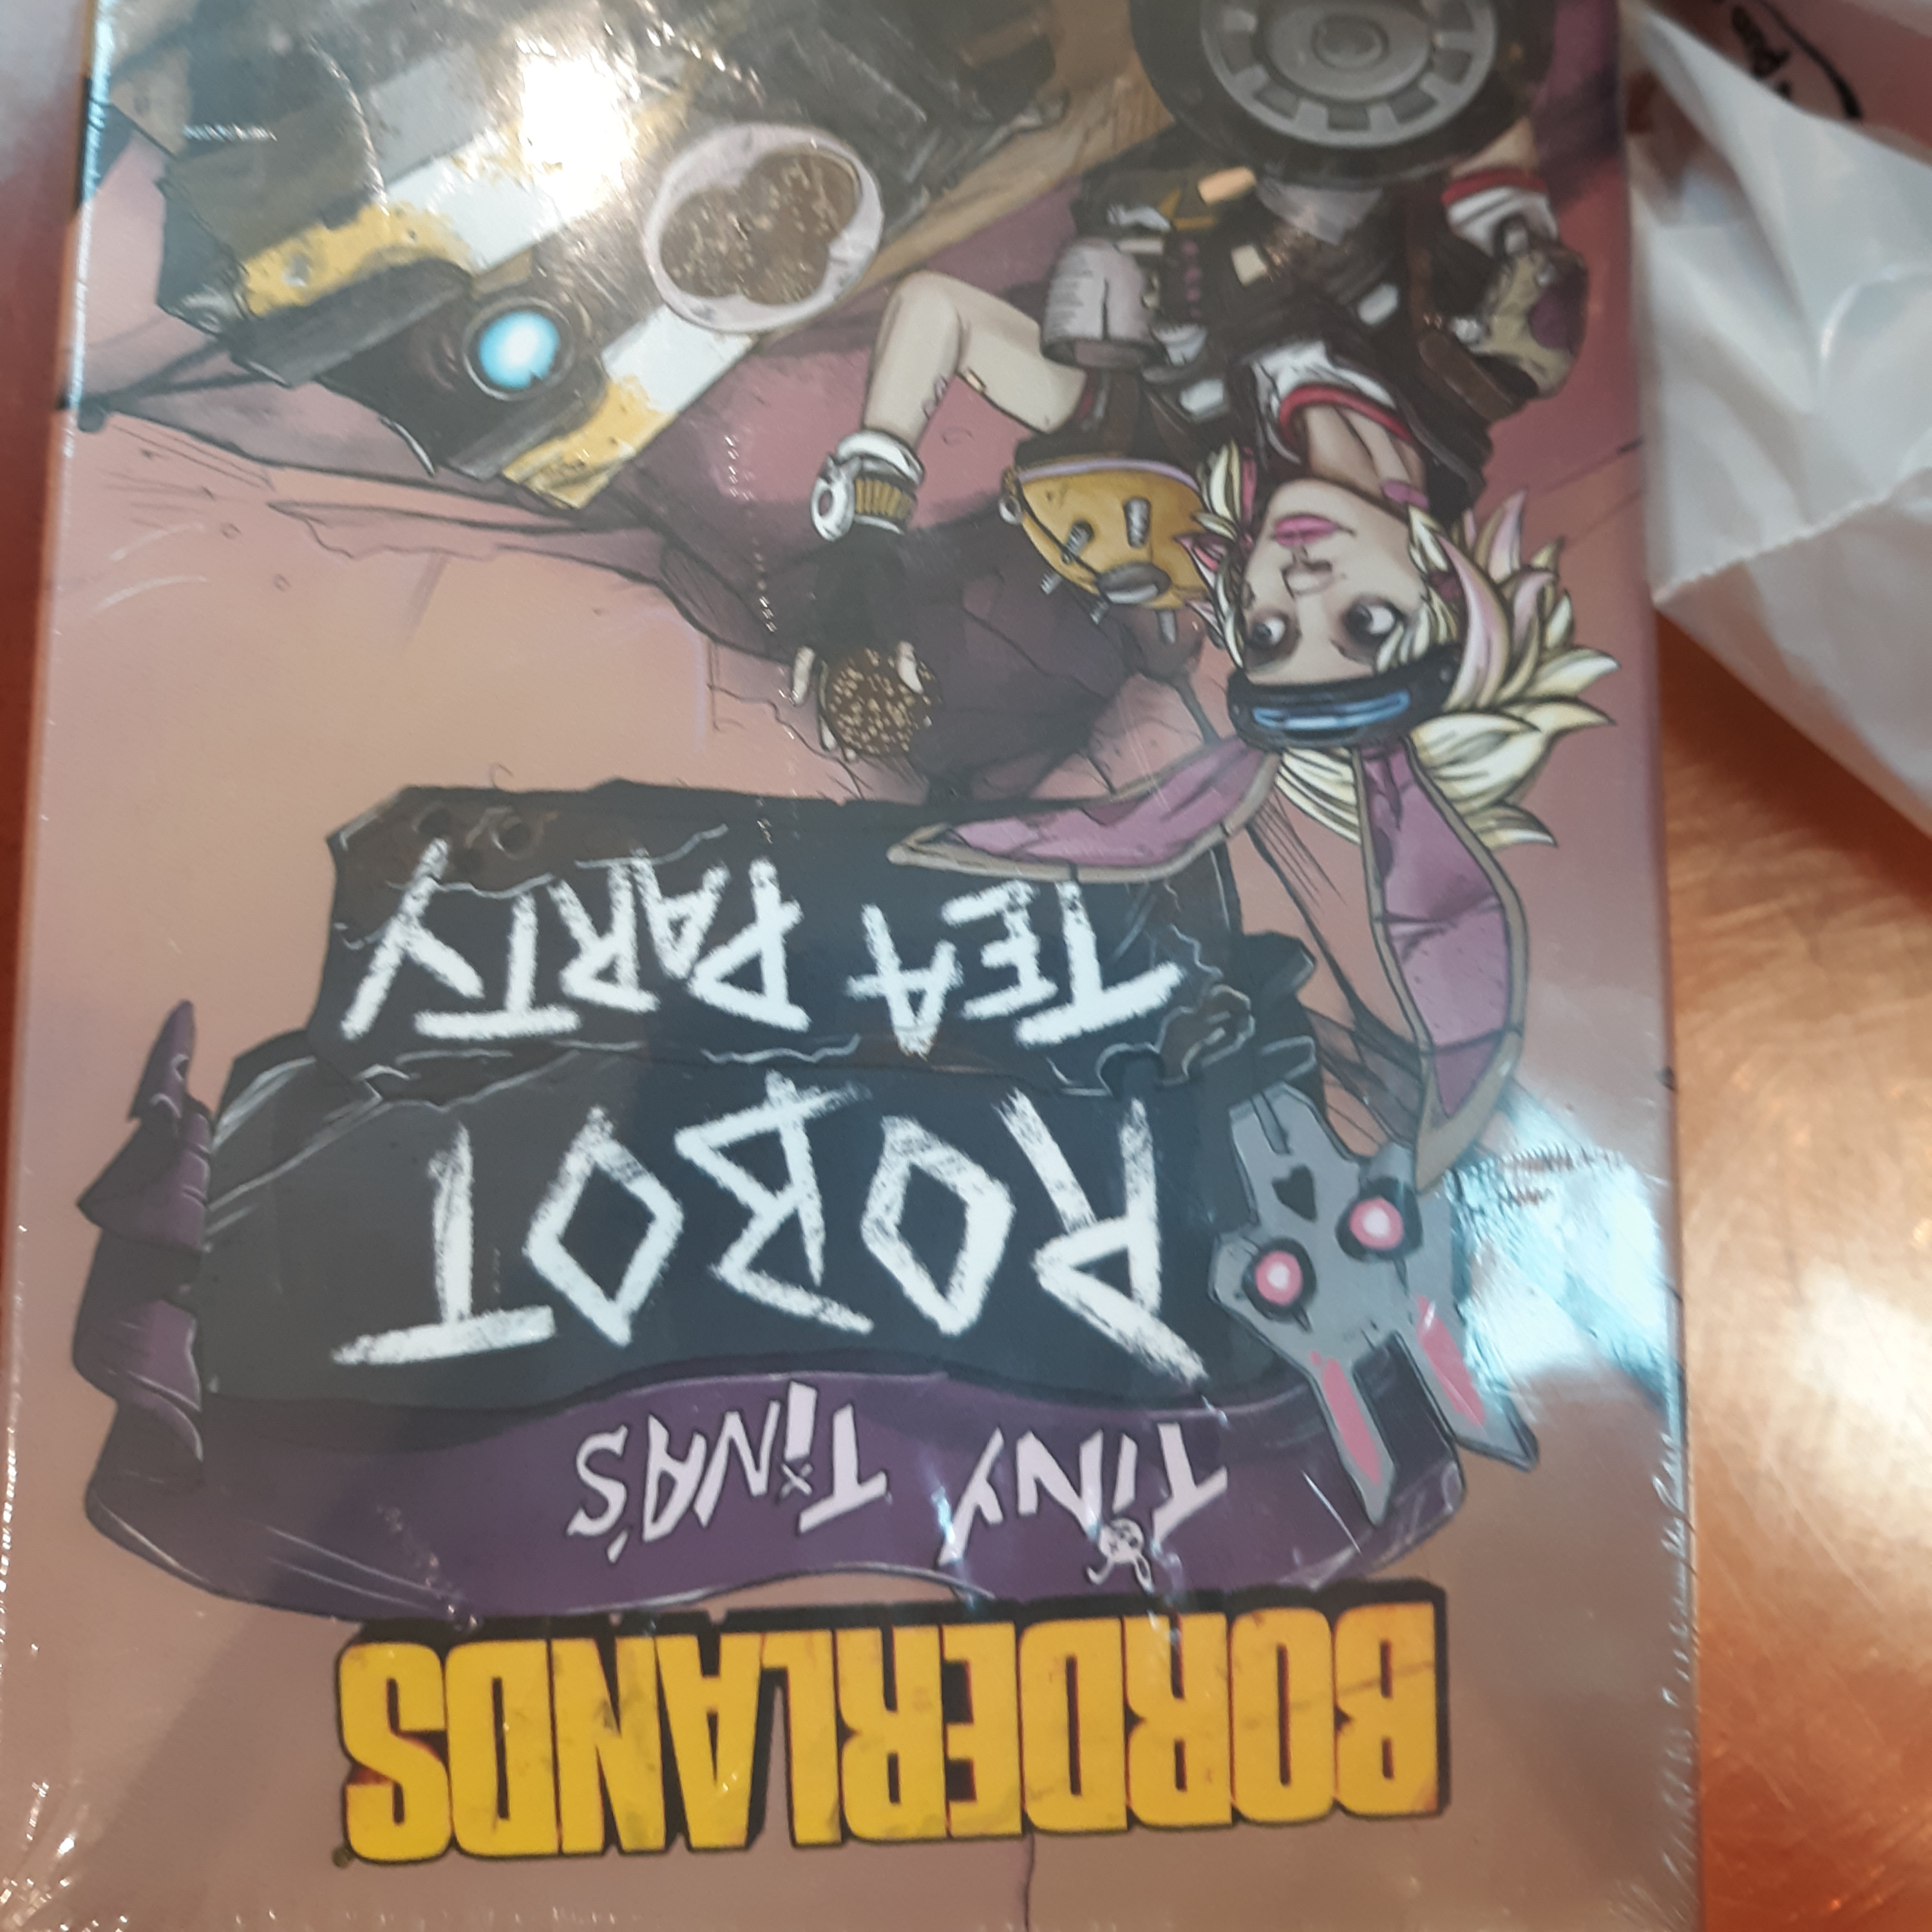 BORDERLANDS
TINY TINA'S
ROBOT
TEA PARTY